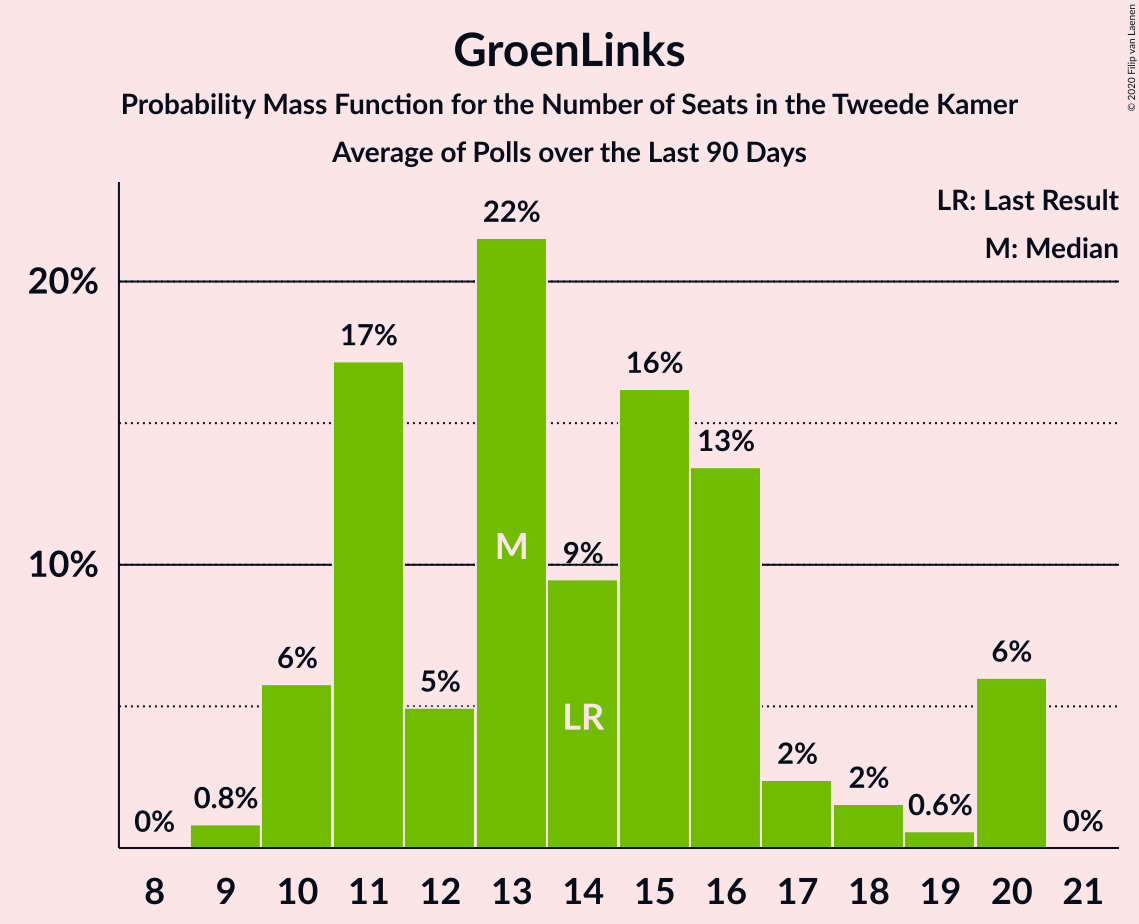 GroenLinks
Probability Mass Function for the Number of Seats in the Tweede Kamer
Average of Polls over the Last 90 Days
© 2020 Filip van Laenen
LR: Last Result
M: Median
20%
10%
0%
0.8%
6%
17%
5%
22%
9%
16%
13%
2%
2%
0.6%
6%
0%
M
LR
8 9 10 11 12 13 14 15 16 17 18 19 20 21